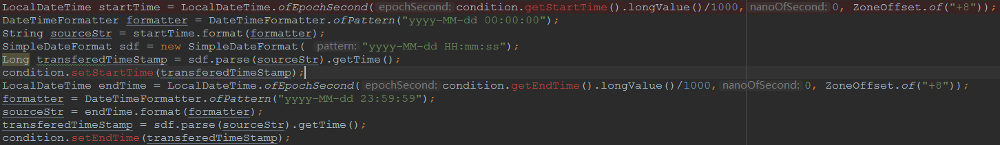 LocalDateTime startTime = LocalDateTime.ofEpochSecond( epochSecond: condition.getStartTime().longValue()/1000, nanoOfSecond: 0, ZoneOffset.of("+8"));
DateTimeFormatter formatter = DateTimeFormatter.ofPattern("yyyy-MM-dd 00:00:00");
String sourceStr = startTime.format(formatter);
SimpleDateFormat sdf = new SimpleDateFormat( pattern: "yyyy-MM-dd HH:mm:ss");
Long transferedTimeStamp = sdf.parse(sourceStr).getTime();
condition.setStartTime(transferedTimeStamp);
LocalDateTime endTime = LocalDateTime.ofEpochSecond( epochSecond: condition.getEndTime().longValue()/1000, nanoOfSecond: 0, ZoneOffset.of("+8"));
formatter = DateTimeFormatter.ofPattern("yyyy-MM-dd 23:59:59");
sourceStr = endTime.format(formatter);
transferedTimeStamp = sdf.parse(sourceStr).getTime();
condition.setEndTime(transferedTimeStamp);